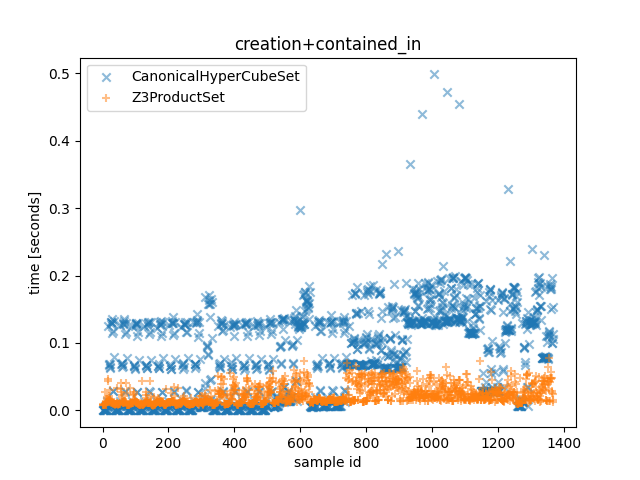 creation+contained_in
CanonicalHyperCubeSet
Z3ProductSet
time [seconds]
0.5
0.4
0.3
0.2
0.1
0.0
0 200 400 600 800 1000 1200 1400
sample id